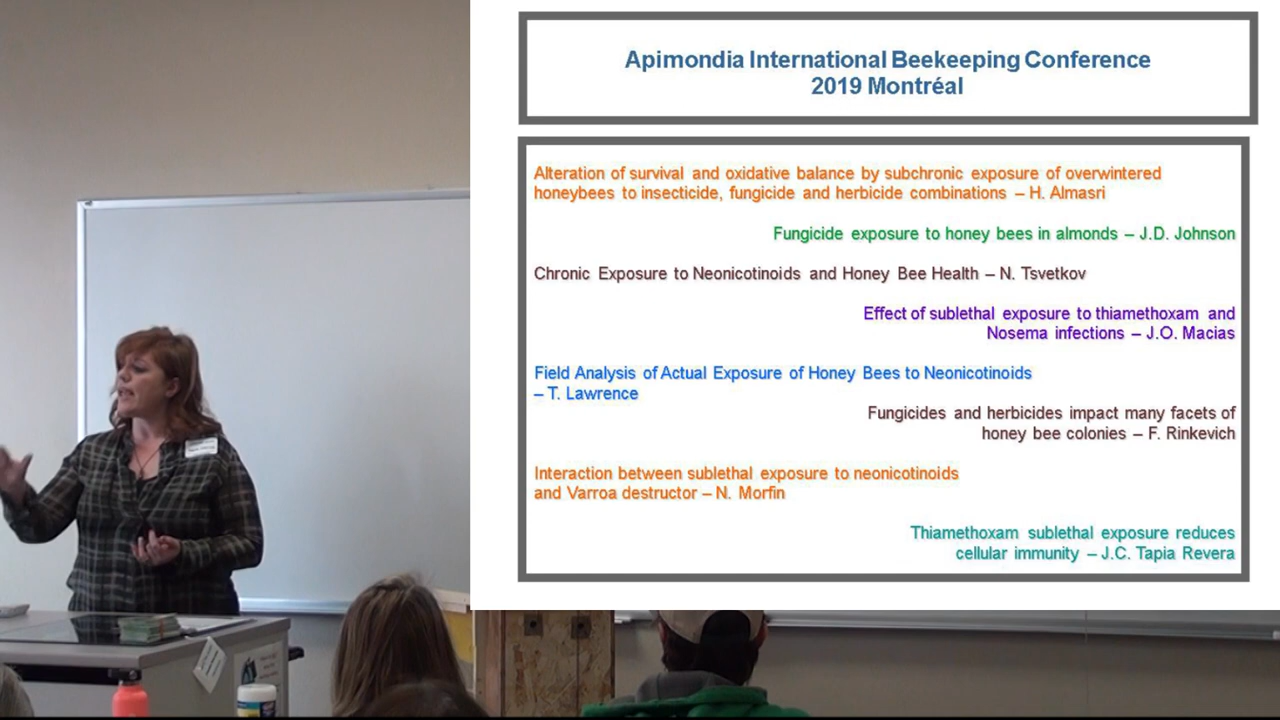 Apimondia International Beekeeping Conference
2019 Montréal
Alteration of survival and oxidative balance by subchronic exposure of overwintered
honeybees to insecticide, fungicide and herbicide combinations – H. Almasri
Fungicide exposure to honey bees in almonds – J.D. Johnson
Chronic Exposure to Neonicotinoids and Honey Bee Health – N. Tsvetkov
Effect of sublethal exposure to thiamethoxam and
Nosema infections – J.O. Macias
Field Analysis of Actual Exposure of Honey Bees to Neonicotinoids
– T. Lawrence
Fungicides and herbicides impact many facets of
honey bee colonies – F. Rinkevich
Interaction between sublethal exposure to neonicotinoids
and Varroa destructor – N. Morfin
Thiamethoxam sublethal exposure reduces
cellular immunity – J.C. Tapia Revera